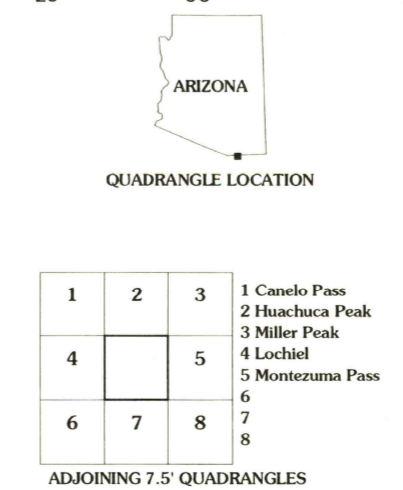 ARIZONA
QUADRANGLE LOCATION
1 2 3
4 5
6 7 8
1 Canelo Pass
2 Huachuca Peak
3 Miller Peak
4 Lochiel
5 Montezuma Pass
6
7
8
ADJOINING 7.5' QUADRANGLES